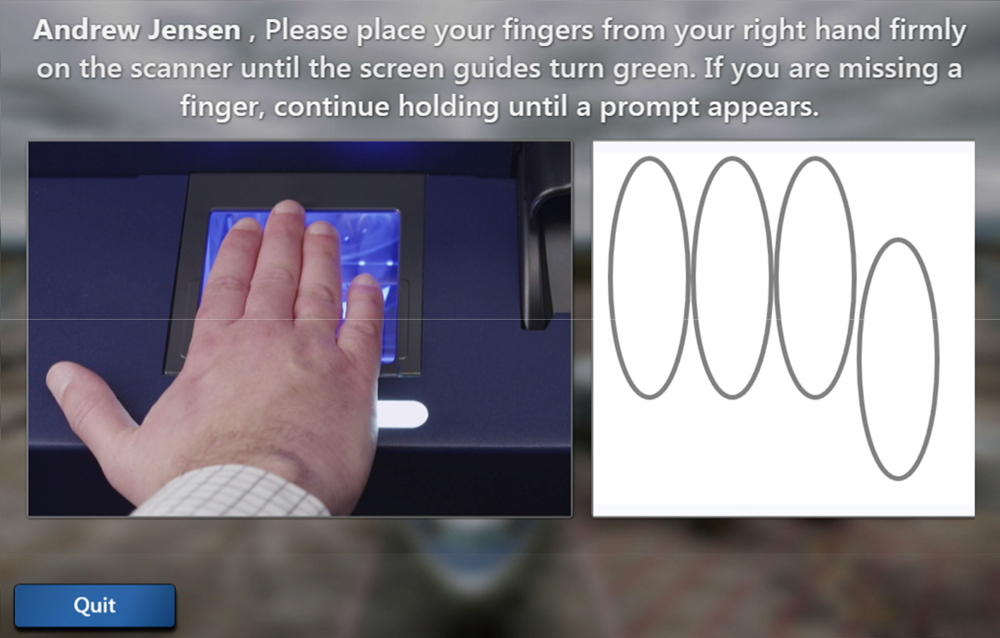 Andrew Jensen , Please place your fingers from your right hand firmly
on the scanner until the screen guides turn green. If you are missing a
finger, continue holding until a prompt appears.
Quit